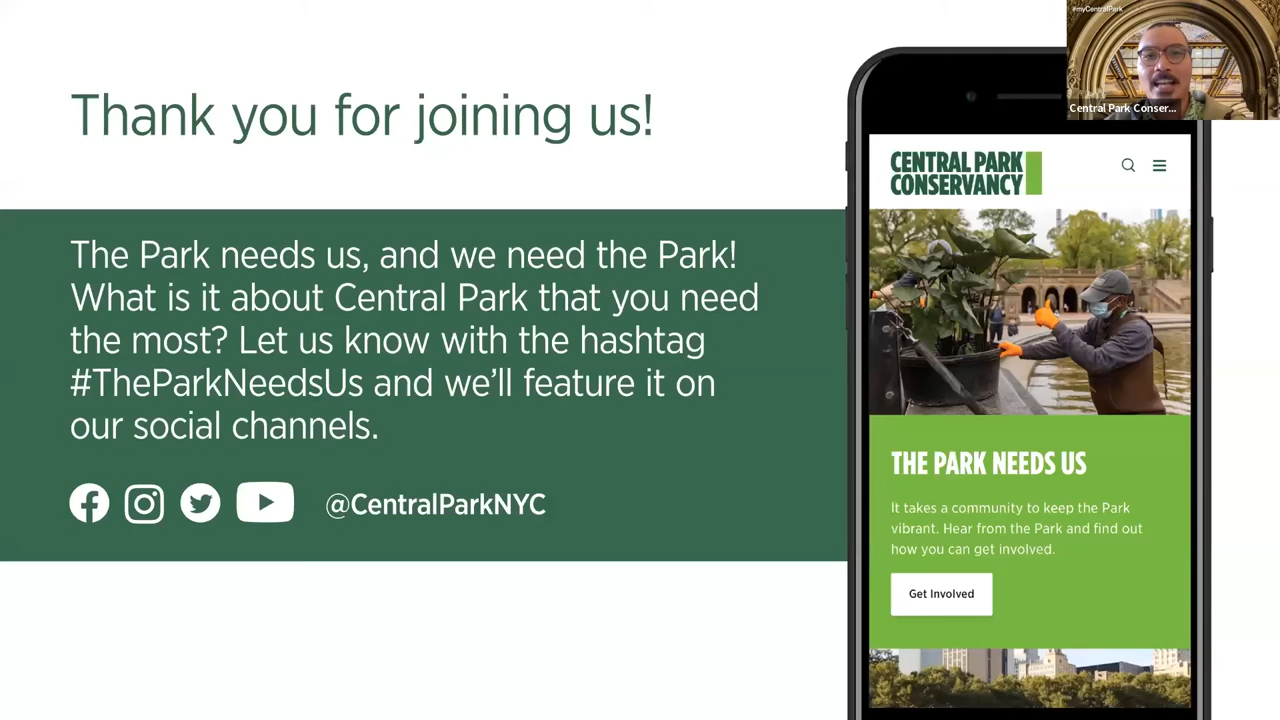 #myCentralPark
Central Park Conser...
Thank you for joining us!
The Park needs us, and we need the Park!
What is it about Central Park that you need
the most? Let us know with the hashtag
#TheParkNeedsUs and we’ll feature it on
our social channels.
@CentralParkNYC
CENTRAL PARK
CONSERVANCY
THE PARK NEEDS US
It takes a community to keep the Park
vibrant. Hear from the Park and find out
how you can get involved.
Get Involved